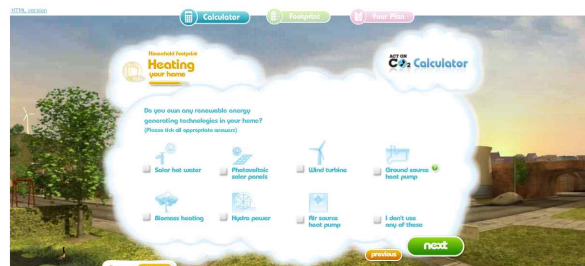 HTML version
Calculator
Footprint
Your Plan
Household footprint
Heating
your home
ACT ON
CO2 Calculator
Do you own any renewable energy
generating technologies in your home?
(Please tick all appropriate answers)
Solar hot water
Photovoltaic
solar panels
Wind turbine
Ground source
heat pump
?
Biomass heating
Hydro power
Air source
heat pump
I don't use
any of these
previous
next